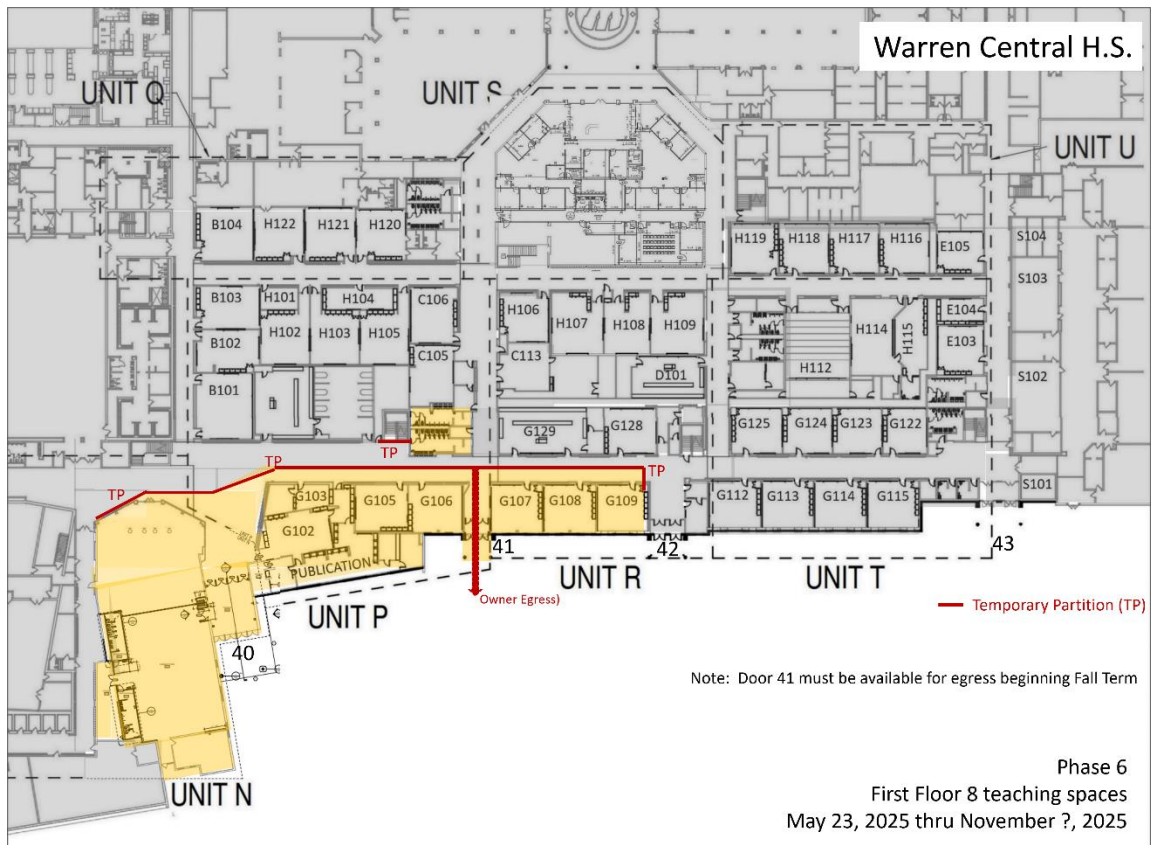 Warren Central H.S.
UNIT Q
UNIT S
UNIT U
B104
H122
H121
H120
H119
H118
H117
H116
E105
S104
S103
B103
H101
H104
C106
B102
H102
H103
H105
C105
B101
H106
H107
H108
H109
C113
D101
H114
H115
E104
E103
H112
S102
G129
G128
G125
G124
G123
G122
TP
TP
TP
TP
S101
G103
G105
G106
G107
G108
G109
G112
G113
G114
G115
G102
PUBLICATION
41
42
43
UNIT R
UNIT T
Owner Egress)
UNIT P
Temporary Partition (TP)
40
Note: Door 41 must be available for egress beginning Fall Term
UNIT N
Phase 6
First Floor 8 teaching spaces
May 23, 2025 thru November ?, 2025